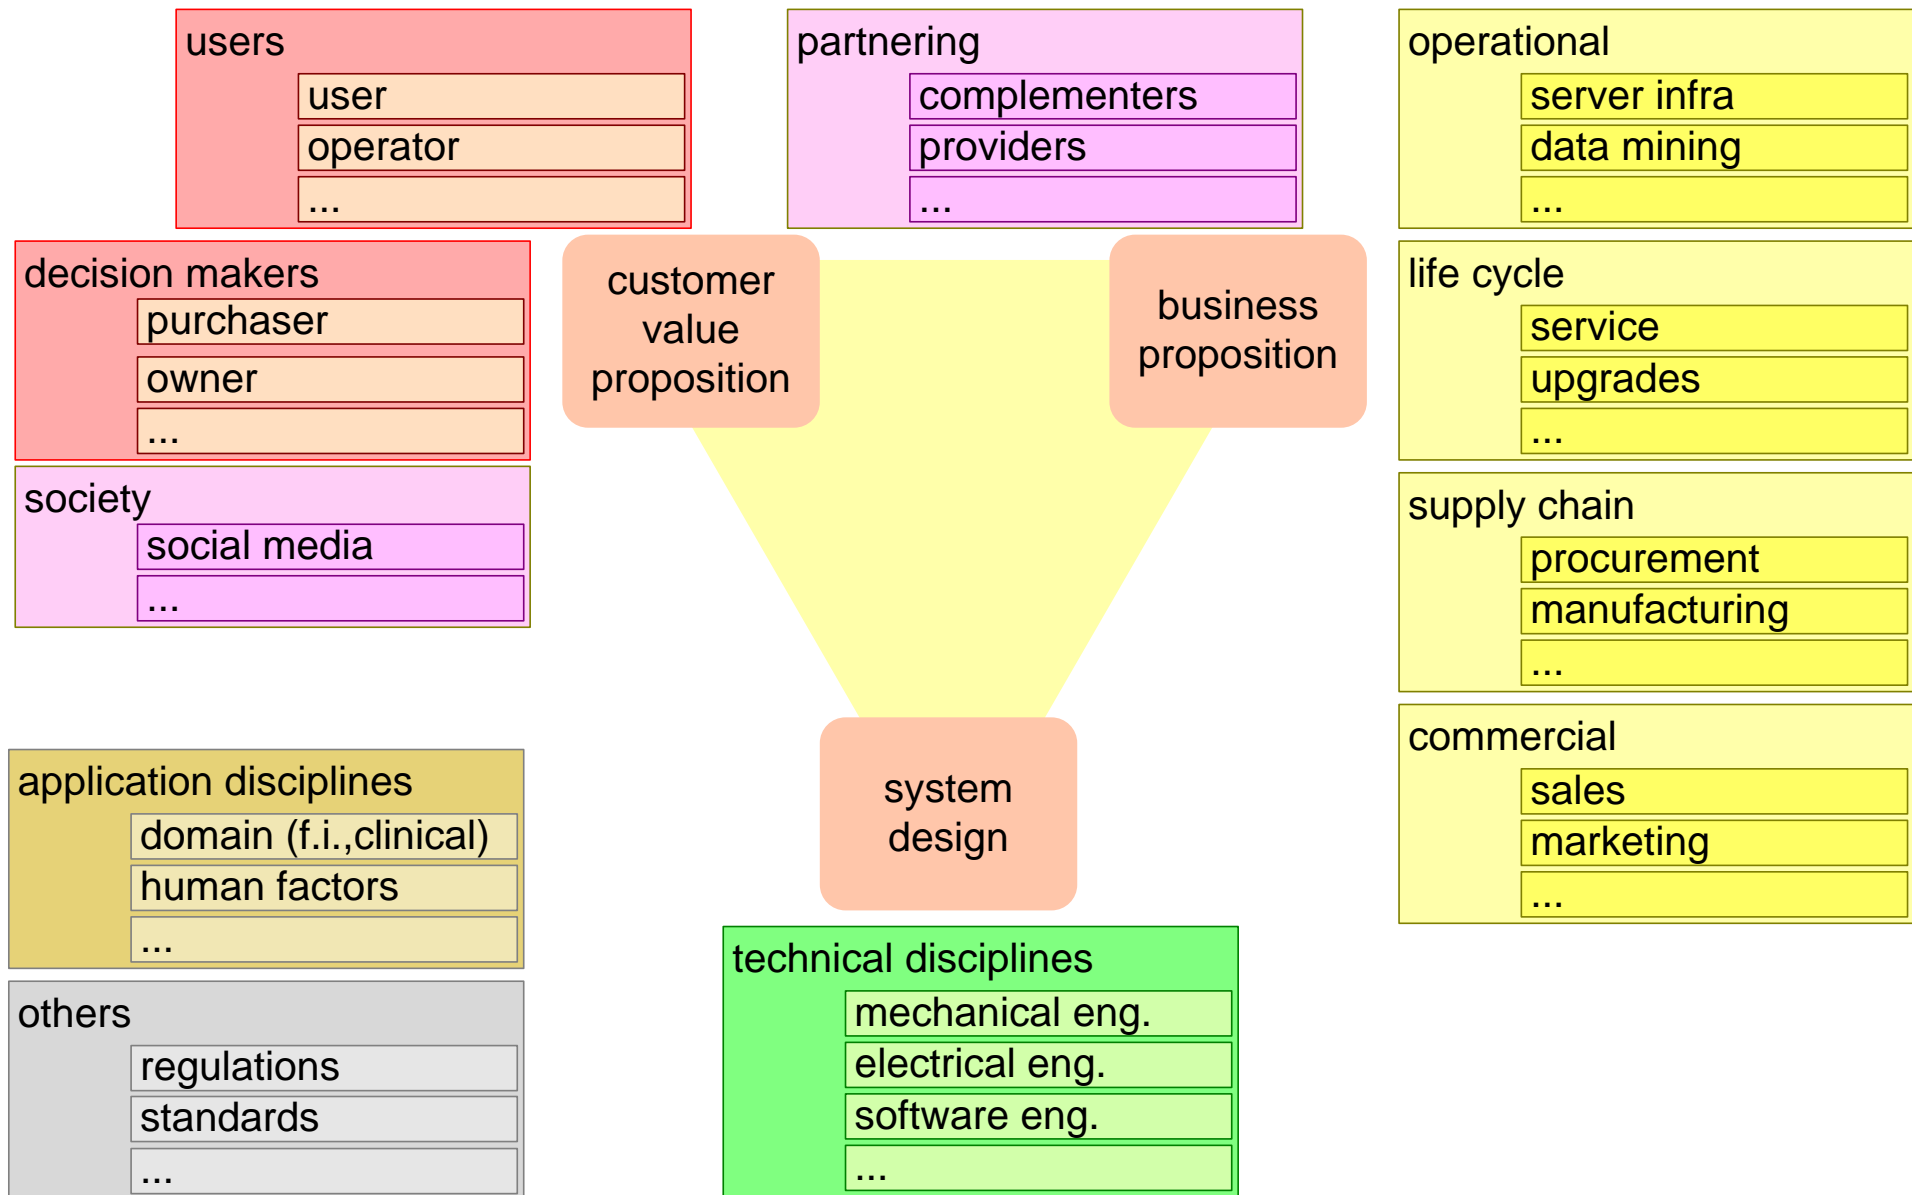 users
user
operator
...
partnering
complementers
providers
...
operational
server infra
data mining
...
decision makers
purchaser
owner
...
customer
value
proposition
business
proposition
life cycle
service
upgrades
...
society
social media
...
supply chain
procurement
manufacturing
...
system
design
commercial
sales
marketing
...
application disciplines
domain (f.i.,clinical)
human factors
...
technical disciplines
mechanical eng.
electrical eng.
software eng.
...
others
regulations
standards
...